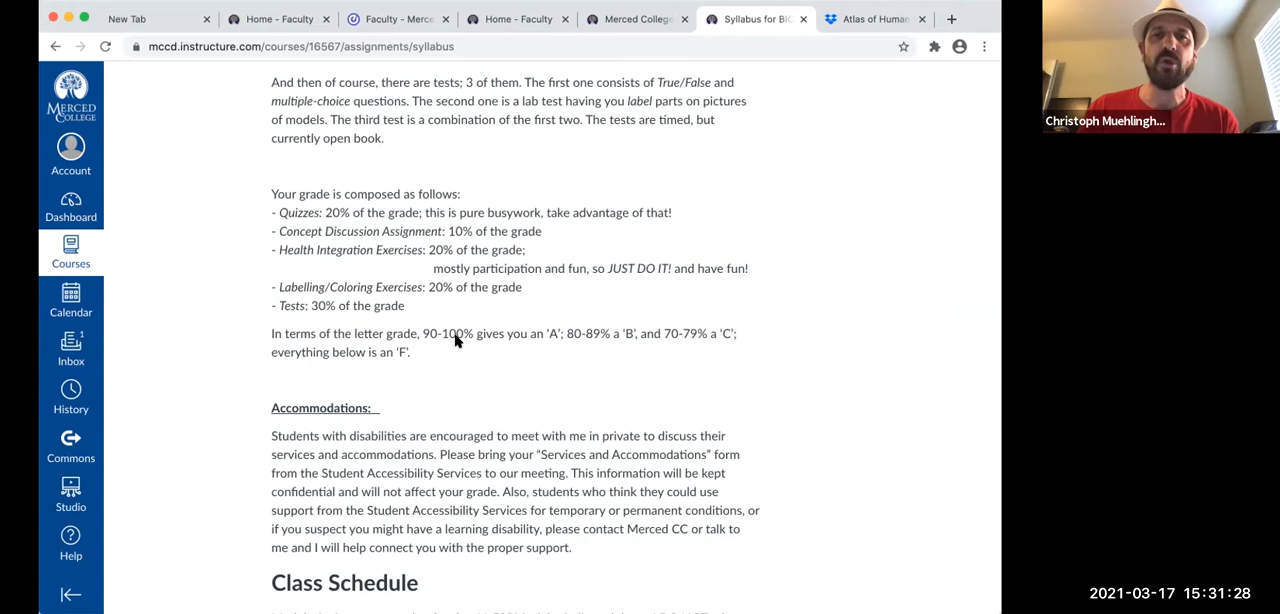 New Tab
Home - Faculty
Faculty - Merce
Home - Faculty
Merced College
Syllabus for BIO
Atlas of Human
mccd.instructure.com/courses/16567/assignments/syllabus
MERCED
COLLEGE
Account
Dashboard
Courses
Calendar
1
Inbox
History
Commons
Studio
Help
And then of course, there are tests; 3 of them. The first one consists of True/False and
multiple-choice questions. The second one is a lab test having you label parts on pictures
of models. The third test is a combination of the first two. The tests are timed, but
currently open book.
Your grade is composed as follows:
- Quizzes: 20% of the grade; this is pure busywork, take advantage of that!
- Concept Discussion Assignment: 10% of the grade
- Health Integration Exercises: 20% of the grade;
mostly participation and fun, so JUST DO IT! and have fun!
- Labelling/Coloring Exercises: 20% of the grade
- Tests: 30% of the grade
In terms of the letter grade, 90-100% gives you an ‘A’; 80-89% a ‘B’, and 70-79% a ‘C’;
everything below is an ‘F’.
Accommodations:
Students with disabilities are encouraged to meet with me in private to discuss their
services and accommodations. Please bring your “Services and Accommodations” form
from the Student Accessibility Services to our meeting. This information will be kept
confidential and will not affect your grade. Also, students who think they could use
support from the Student Accessibility Services for temporary or permanent conditions, or
if you suspect you might have a learning disability, please contact Merced CC or talk to
me and I will help connect you with the proper support.
Class Schedule
Christoph Muehlingh...
2021-03-17 15:31:28